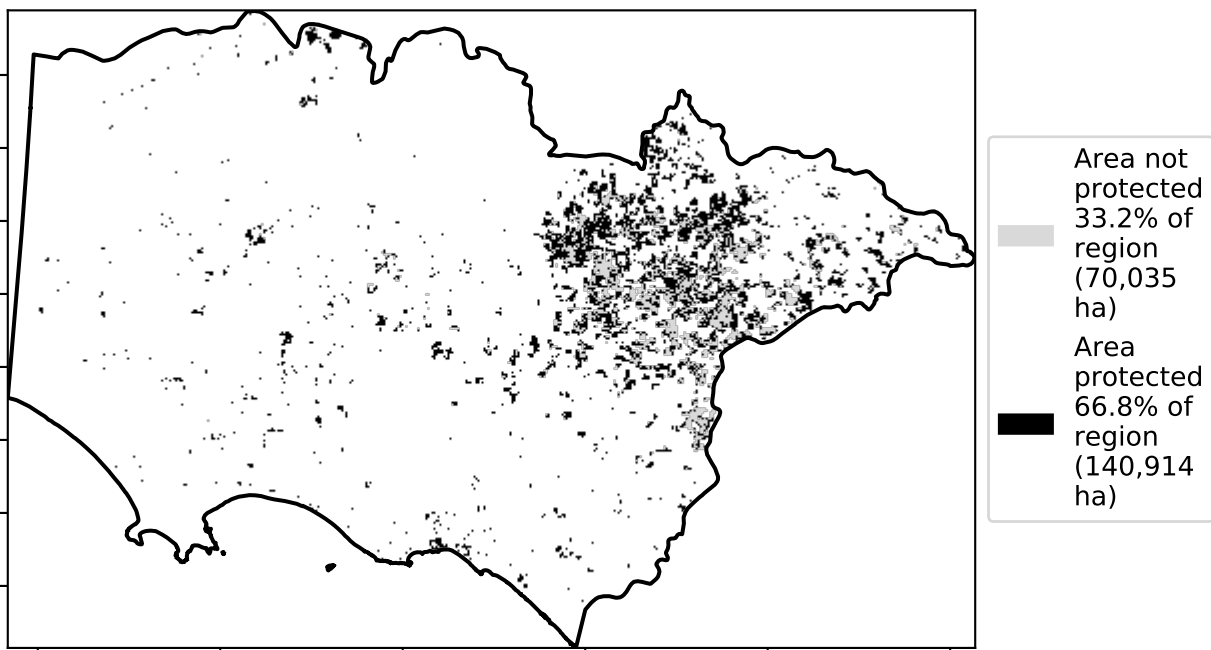 Area not
protected
33.2% of
region
(70,035
ha)
Area
protected
66.8% of
region
(140,914
ha)